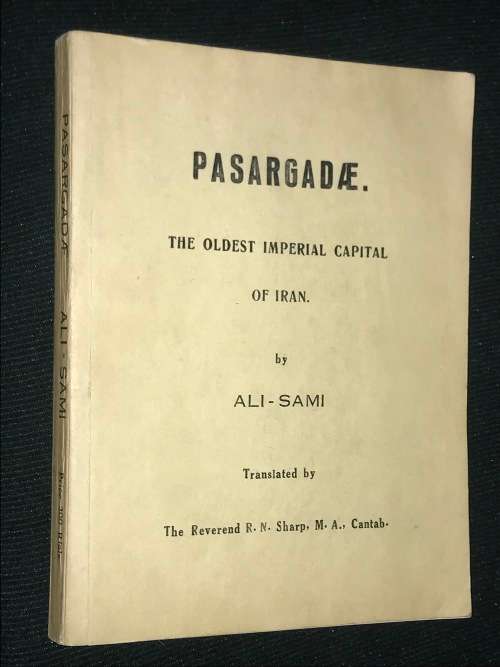 PASARGADÆ.
THE OLDEST IMPERIAL CAPITAL
OF IRAN.
by
ALI-SAMI
Translated by
The Reverend R. N. Sharp, M. A., Cantab.
PASARGADÆ ALI-SAMI